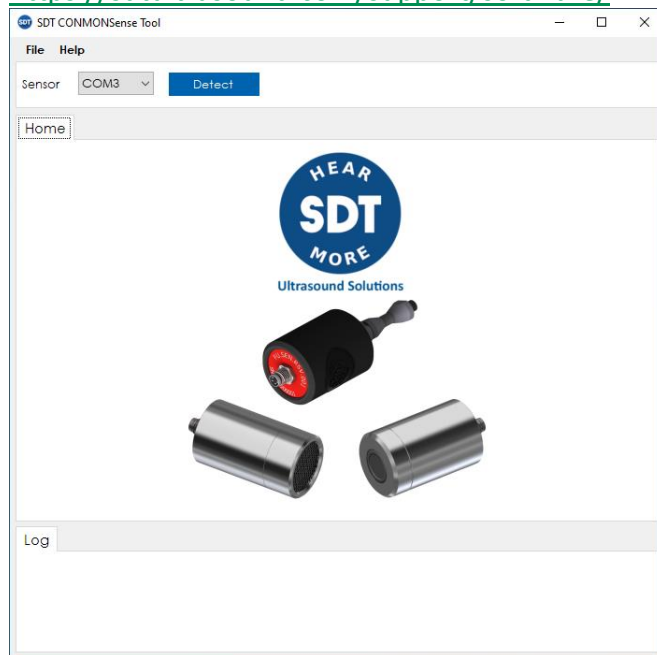 SDT CONMONSense Tool
File Help
Sensor COM3 Detect
Home
HEAR
SDT
MORE
Ultrasound Solutions
Log